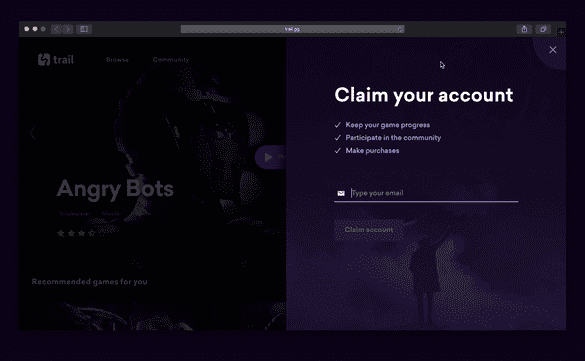 trail.gg
trail
Browse
Community
Angry Bots
Recommended games for you
Claim your account
Keep your game progress
Participate in the community
Make purchases
Type your email
Claim account